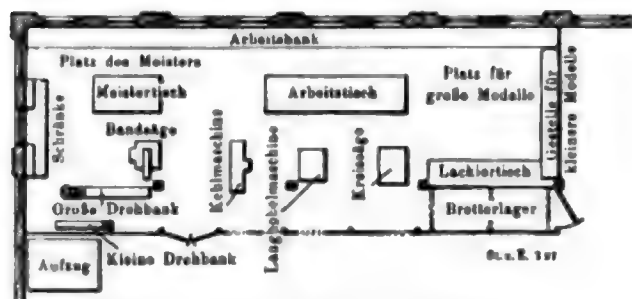 Arbeitsbank
Platz des Meisters
Meistertisch
Arbeitstisch
Platz für
große Modelle
Gestelle für
kleinere Modelle
Schränke
Bandsäge
Kehlmaschine
Langhobelmaschine
Kreissäge
Lackiertisch
Große Drehbank
Bretterlager
Kleine Drehbank
Aufzug
St.u.E.